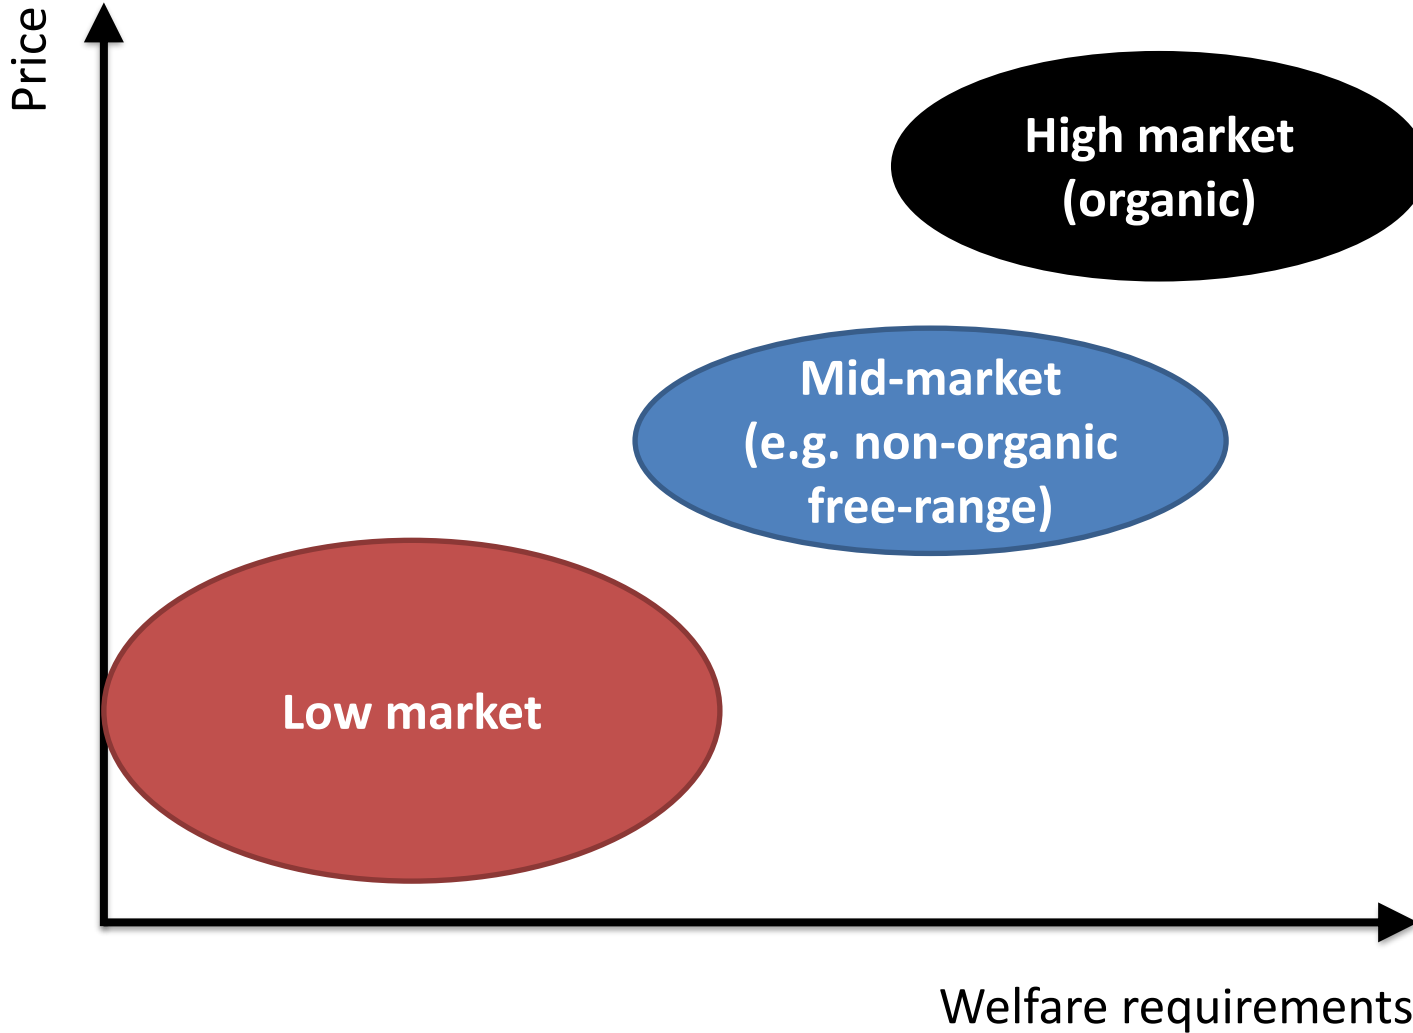 Price
High market
(organic)
Mid-market
(e.g. non-organic
free-range)
Low market
Welfare requirements